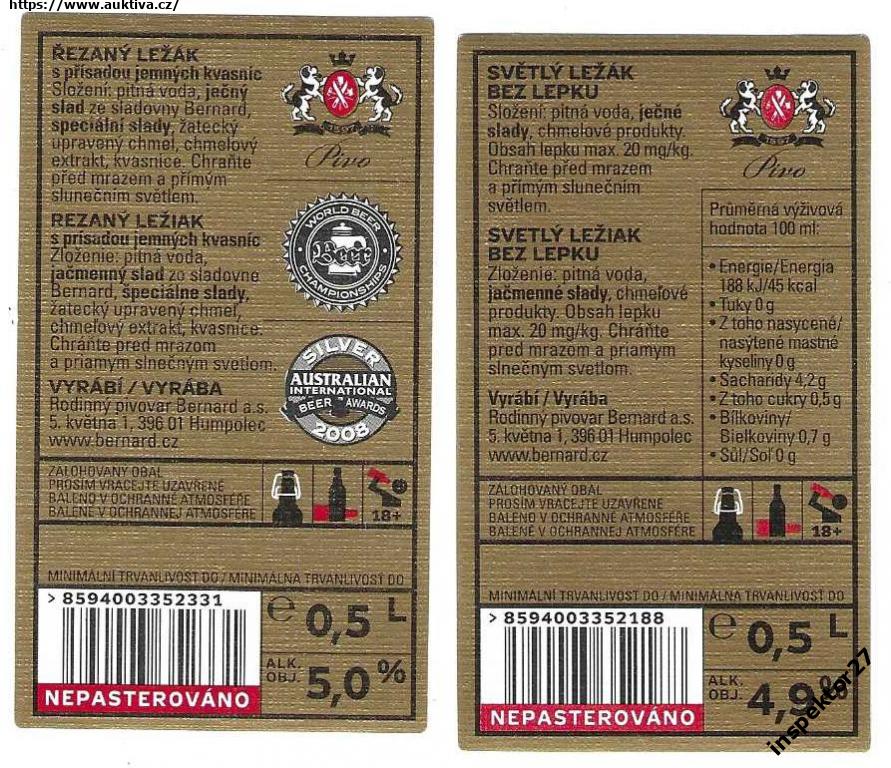 https://www.auktiva.cz/
ŘEZANÝ LEŽÁK
s přísadou jemných kvasnic
Složení: pitná voda, ječný
slad ze sladovny Bernard,
speciální slady, žatecký
upravený chmel, chmelový
extrakt, kvasnice. Chraňte
před mrazem a přímým
slunečním světlem.
REZANÝ LEŽIAK
s prísadou jemných kvasníc
Zloženie: pitná voda,
jačmenný slad zo sladovne
Bernard, špeciálne slady,
žatecký upravený chmeľ,
chmeľový extrakt, kvasnice.
Chráňte pred mrazom
a priamym slnečným svetlom.
VYRÁBÍ / VYRÁBA
Rodinný pivovar Bernard a.s.
5. května 1, 396 01 Humpolec
www.bernard.cz
1597
Pivo
WORLD BEER
Beer
CHAMPIONSHIPS
SILVER
AUSTRALIAN
INTERNATIONAL
BEER AWARDS
2008
ZÁLOHOVANÝ OBAL
PROSÍM VRACEJTE UZAVŘENÉ
BALENO V OCHRANNÉ ATMOSFÉŘE
BALENÉ V OCHRANNEJ ATMOSFÉRE
18+
MINIMÁLNÍ TRVANLIVOST DO / MINIMÁLNA TRVANLIVOSŤ DO
> 8594003352331
NEPASTEROVÁNO
℮ 0,5 L
ALK.
OBJ. 5,0 %
SVĚTLÝ LEŽÁK
BEZ LEPKU
Složení: pitná voda, ječné
slady, chmelové produkty.
Obsah lepku max. 20 mg/kg.
Chraňte před mrazem
a přímým slunečním
světlem.
SVETLÝ LEŽIAK
BEZ LEPKU
Zloženie: pitná voda,
jačmenné slady, chmeľové
produkty. Obsah lepku
max. 20 mg/kg. Chráňte
pred mrazom a priamym
slnečným svetlom.
Vyrábí / Vyrába
Rodinný pivovar Bernard a.s.
5. května 1, 396 01 Humpolec
www.bernard.cz
1597
Pivo
Průměrná výživová
hodnota 100 ml:
• Energie/Energia
188 kJ/45 kcal
• Tuky 0 g
• Z toho nasycené/
nasýtené mastné
kyseliny 0 g
• Sacharidy 4,2 g
• Z toho cukry 0,5 g
• Bílkoviny/
Bielkoviny 0,7 g
• Sůl/Soľ 0 g
ZÁLOHOVANÝ OBAL
PROSÍM VRACEJTE UZAVŘENÉ
BALENO V OCHRANNÉ ATMOSFÉŘE
BALENÉ V OCHRANNEJ ATMOSFÉRE
18+
MINIMÁLNÍ TRVANLIVOST DO / MINIMÁLNA TRVANLIVOSŤ DO
> 8594003352188
NEPASTEROVÁNO
℮ 0,5 L
ALK.
OBJ. 4,9
inspektor27